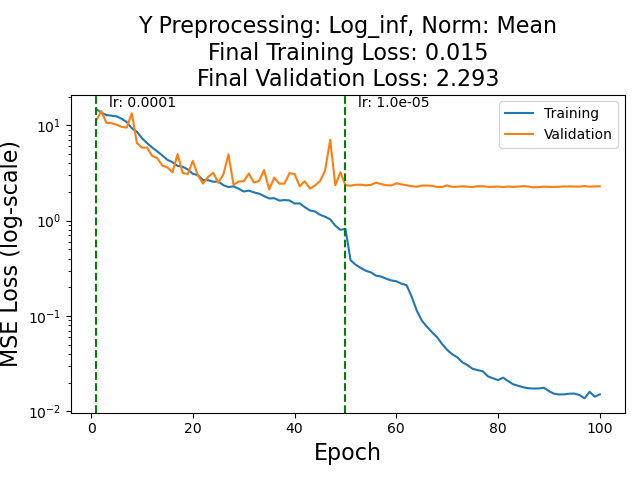 Y Preprocessing: Log_inf, Norm: Mean
Final Training Loss: 0.015
Final Validation Loss: 2.293
lr: 0.0001
lr: 1.0e-05
Training
Validation
MSE Loss (log-scale)
10¹
10⁰
10⁻¹
10⁻²
0 20 40 60 80 100
Epoch